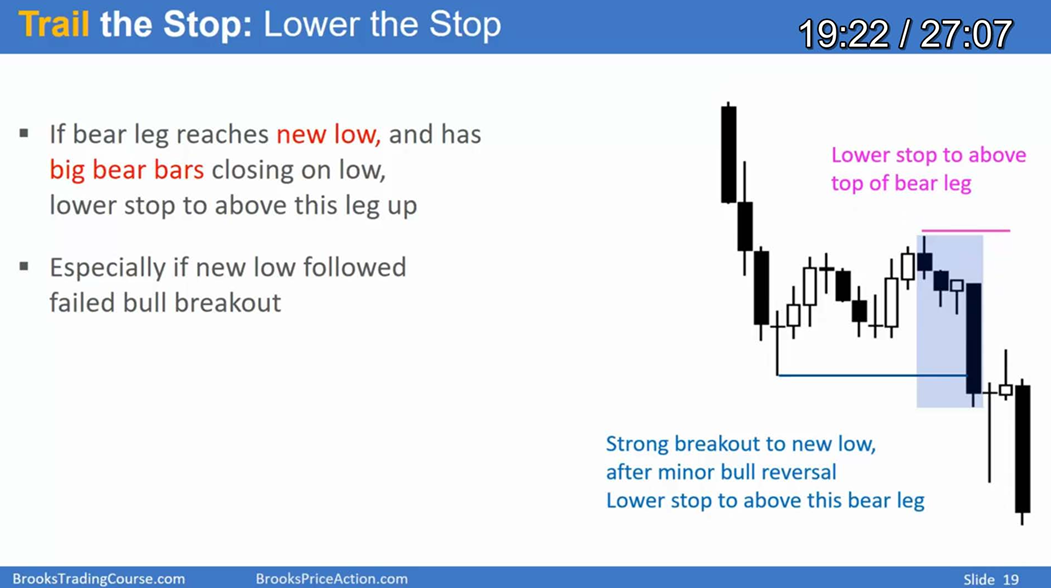 Trail the Stop: Lower the Stop
19:22 / 27:07
▪ If bear leg reaches new low, and has
big bear bars closing on low,
lower stop to above this leg up
▪ Especially if new low followed
failed bull breakout
Lower stop to above
top of bear leg
Strong breakout to new low,
after minor bull reversal
Lower stop to above this bear leg
BrooksTradingCourse.com
BrooksPriceAction.com
Slide 19